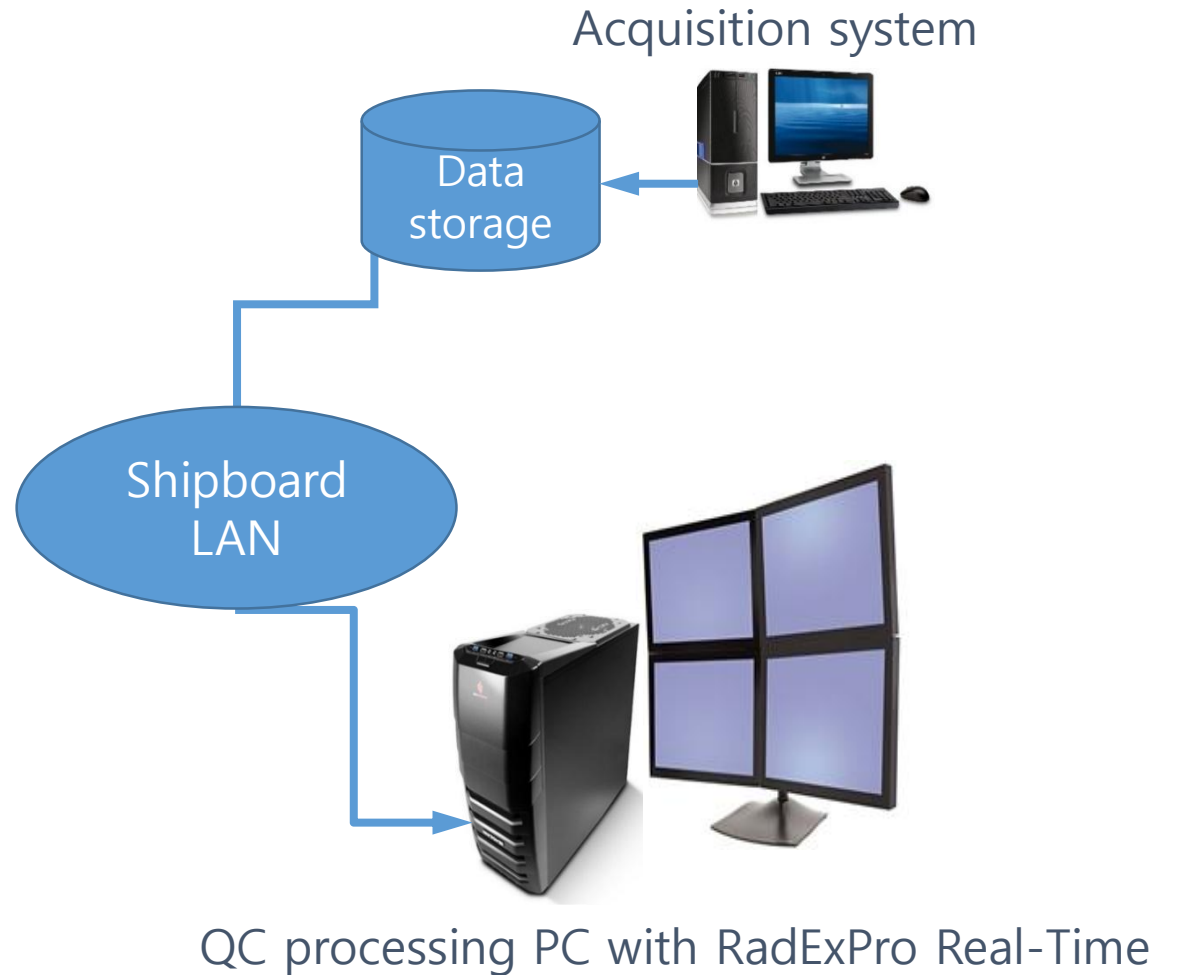 Acquisition system
Data
storage
Shipboard
LAN
QC processing PC with RadExPro Real-Time